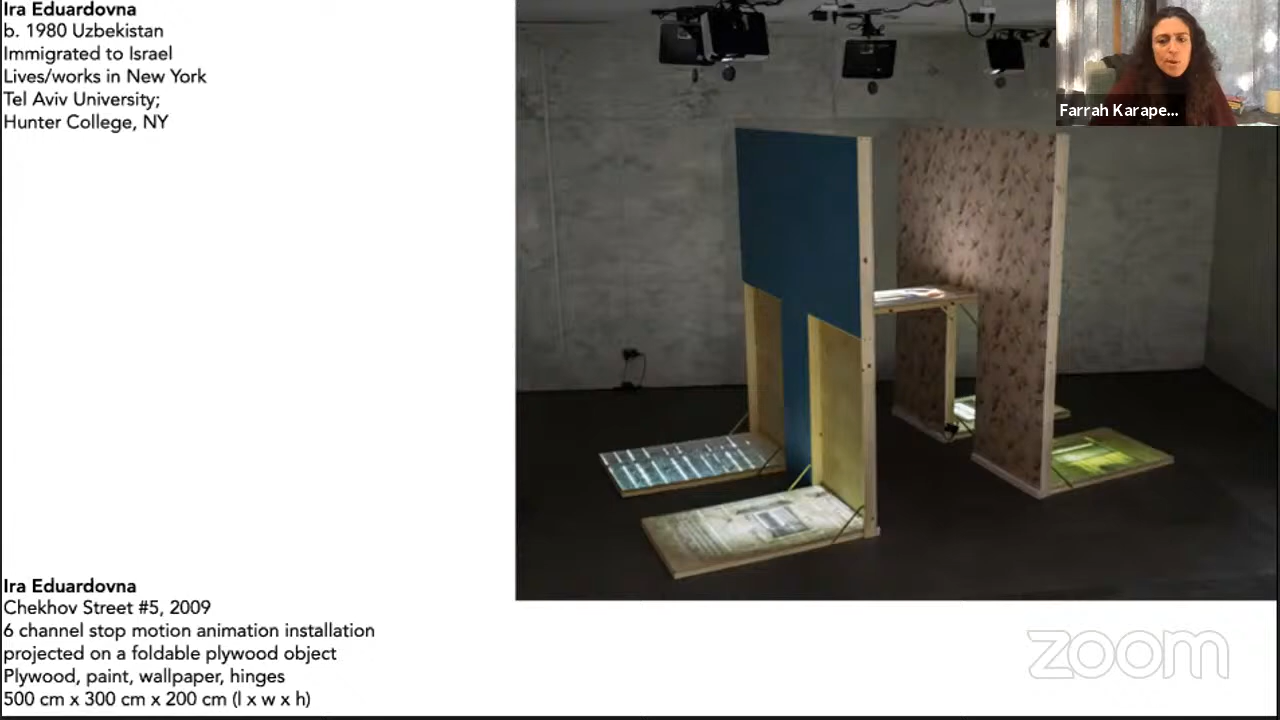 Ira Eduardovna
b. 1980 Uzbekistan
Immigrated to Israel
Lives/works in New York
Tel Aviv University;
Hunter College, NY
Farrah Karape...
Ira Eduardovna
Chekhov Street #5, 2009
6 channel stop motion animation installation
projected on a foldable plywood object
Plywood, paint, wallpaper, hinges
500 cm x 300 cm x 200 cm (l x w x h)
zoom